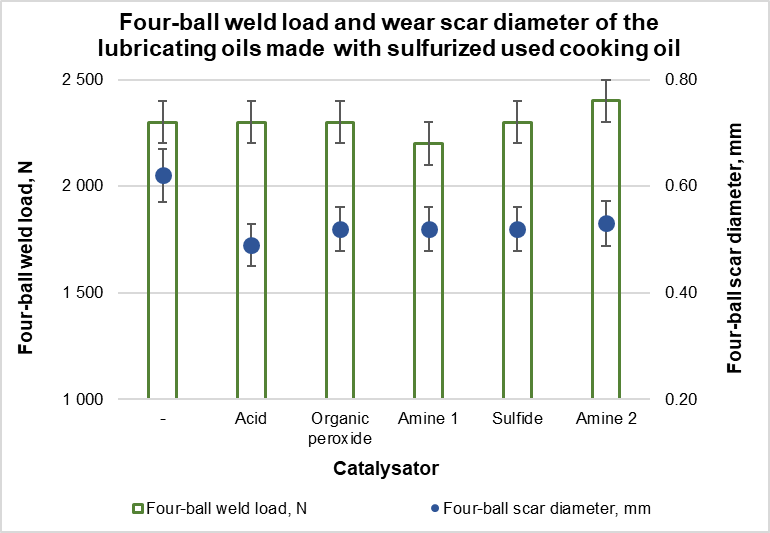 Four-ball weld load and wear scar diameter of the
lubricating oils made with sulfurized used cooking oil
2 500
2 000
1 500
1 000
Four-ball weld load, N
0.80
0.60
0.40
0.20
Four-ball scar diameter, mm
-
Acid
Organic
peroxide
Amine 1
Sulfide
Amine 2
Catalysator
Four-ball weld load, N
Four-ball scar diameter, mm